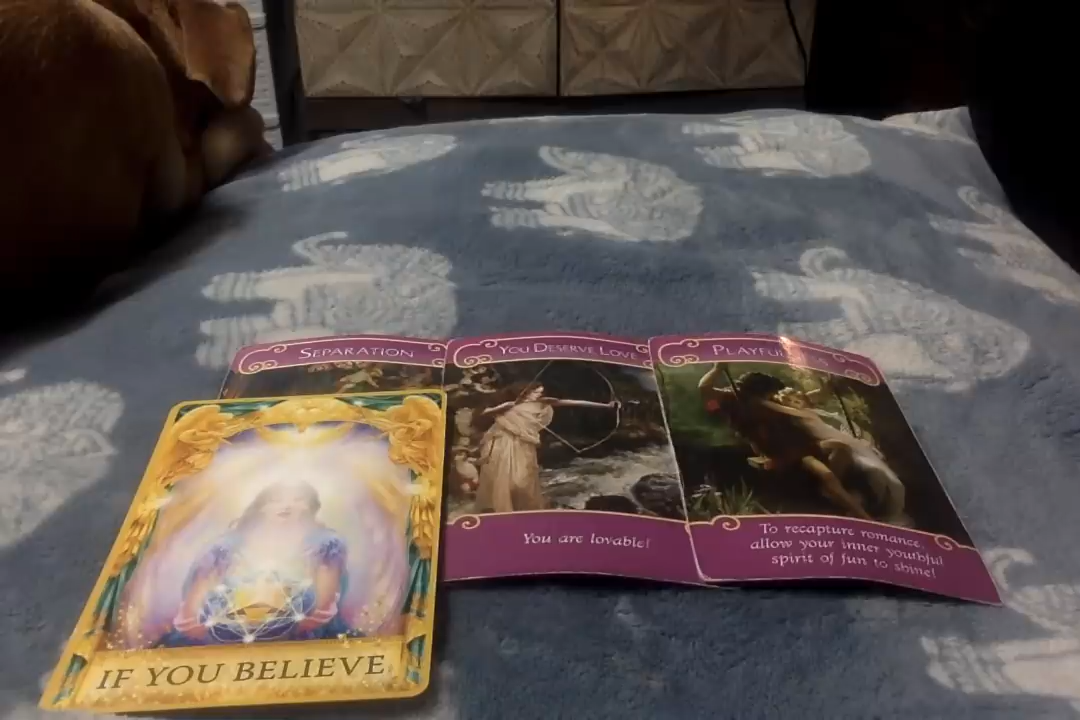 SEPARATION
YOU DESERVE LOVE
You are lovable!
To recapture romance,
allow your inner youthful
spirit of fun to shine!
IF YOU BELIEVE